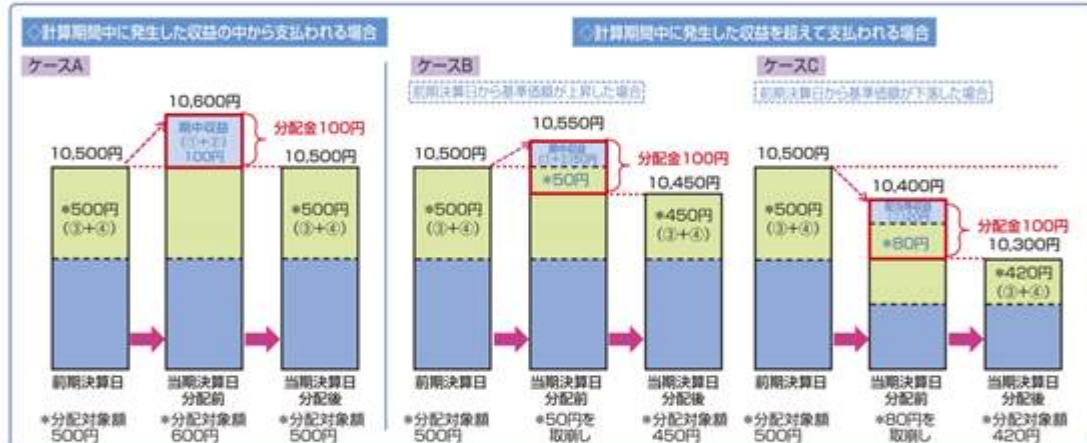 ◇計算期間中に発生した収益の中から支払われる場合
ケースA
10,600円
期中収益
(①+②)
100円
分配金100円
10,500円
10,500円
*500円
(③+④)
*500円
(③+④)
前期決算日
当期決算日
分配前
当期決算日
分配後
*分配対象額
500円
*分配対象額
600円
*分配対象額
500円
◇計算期間中に発生した収益を超えて支払われる場合
ケースB
前期決算日から基準価額が上昇した場合
10,550円
期中収益
分配金100円
10,500円
*50円
10,450円
*500円
(③+④)
*450円
(③+④)
前期決算日
当期決算日
分配前
当期決算日
分配後
*分配対象額
500円
*50円を
取崩し
*分配対象額
450円
ケースC
前期決算日から基準価額が下落した場合
10,500円
10,400円
分配金100円
*80円
10,300円
*500円
(③+④)
*420円
(③+④)
前期決算日
当期決算日
分配前
当期決算日
分配後
*分配対象額
500円
*80円を
取崩し
*分配対象額
420円